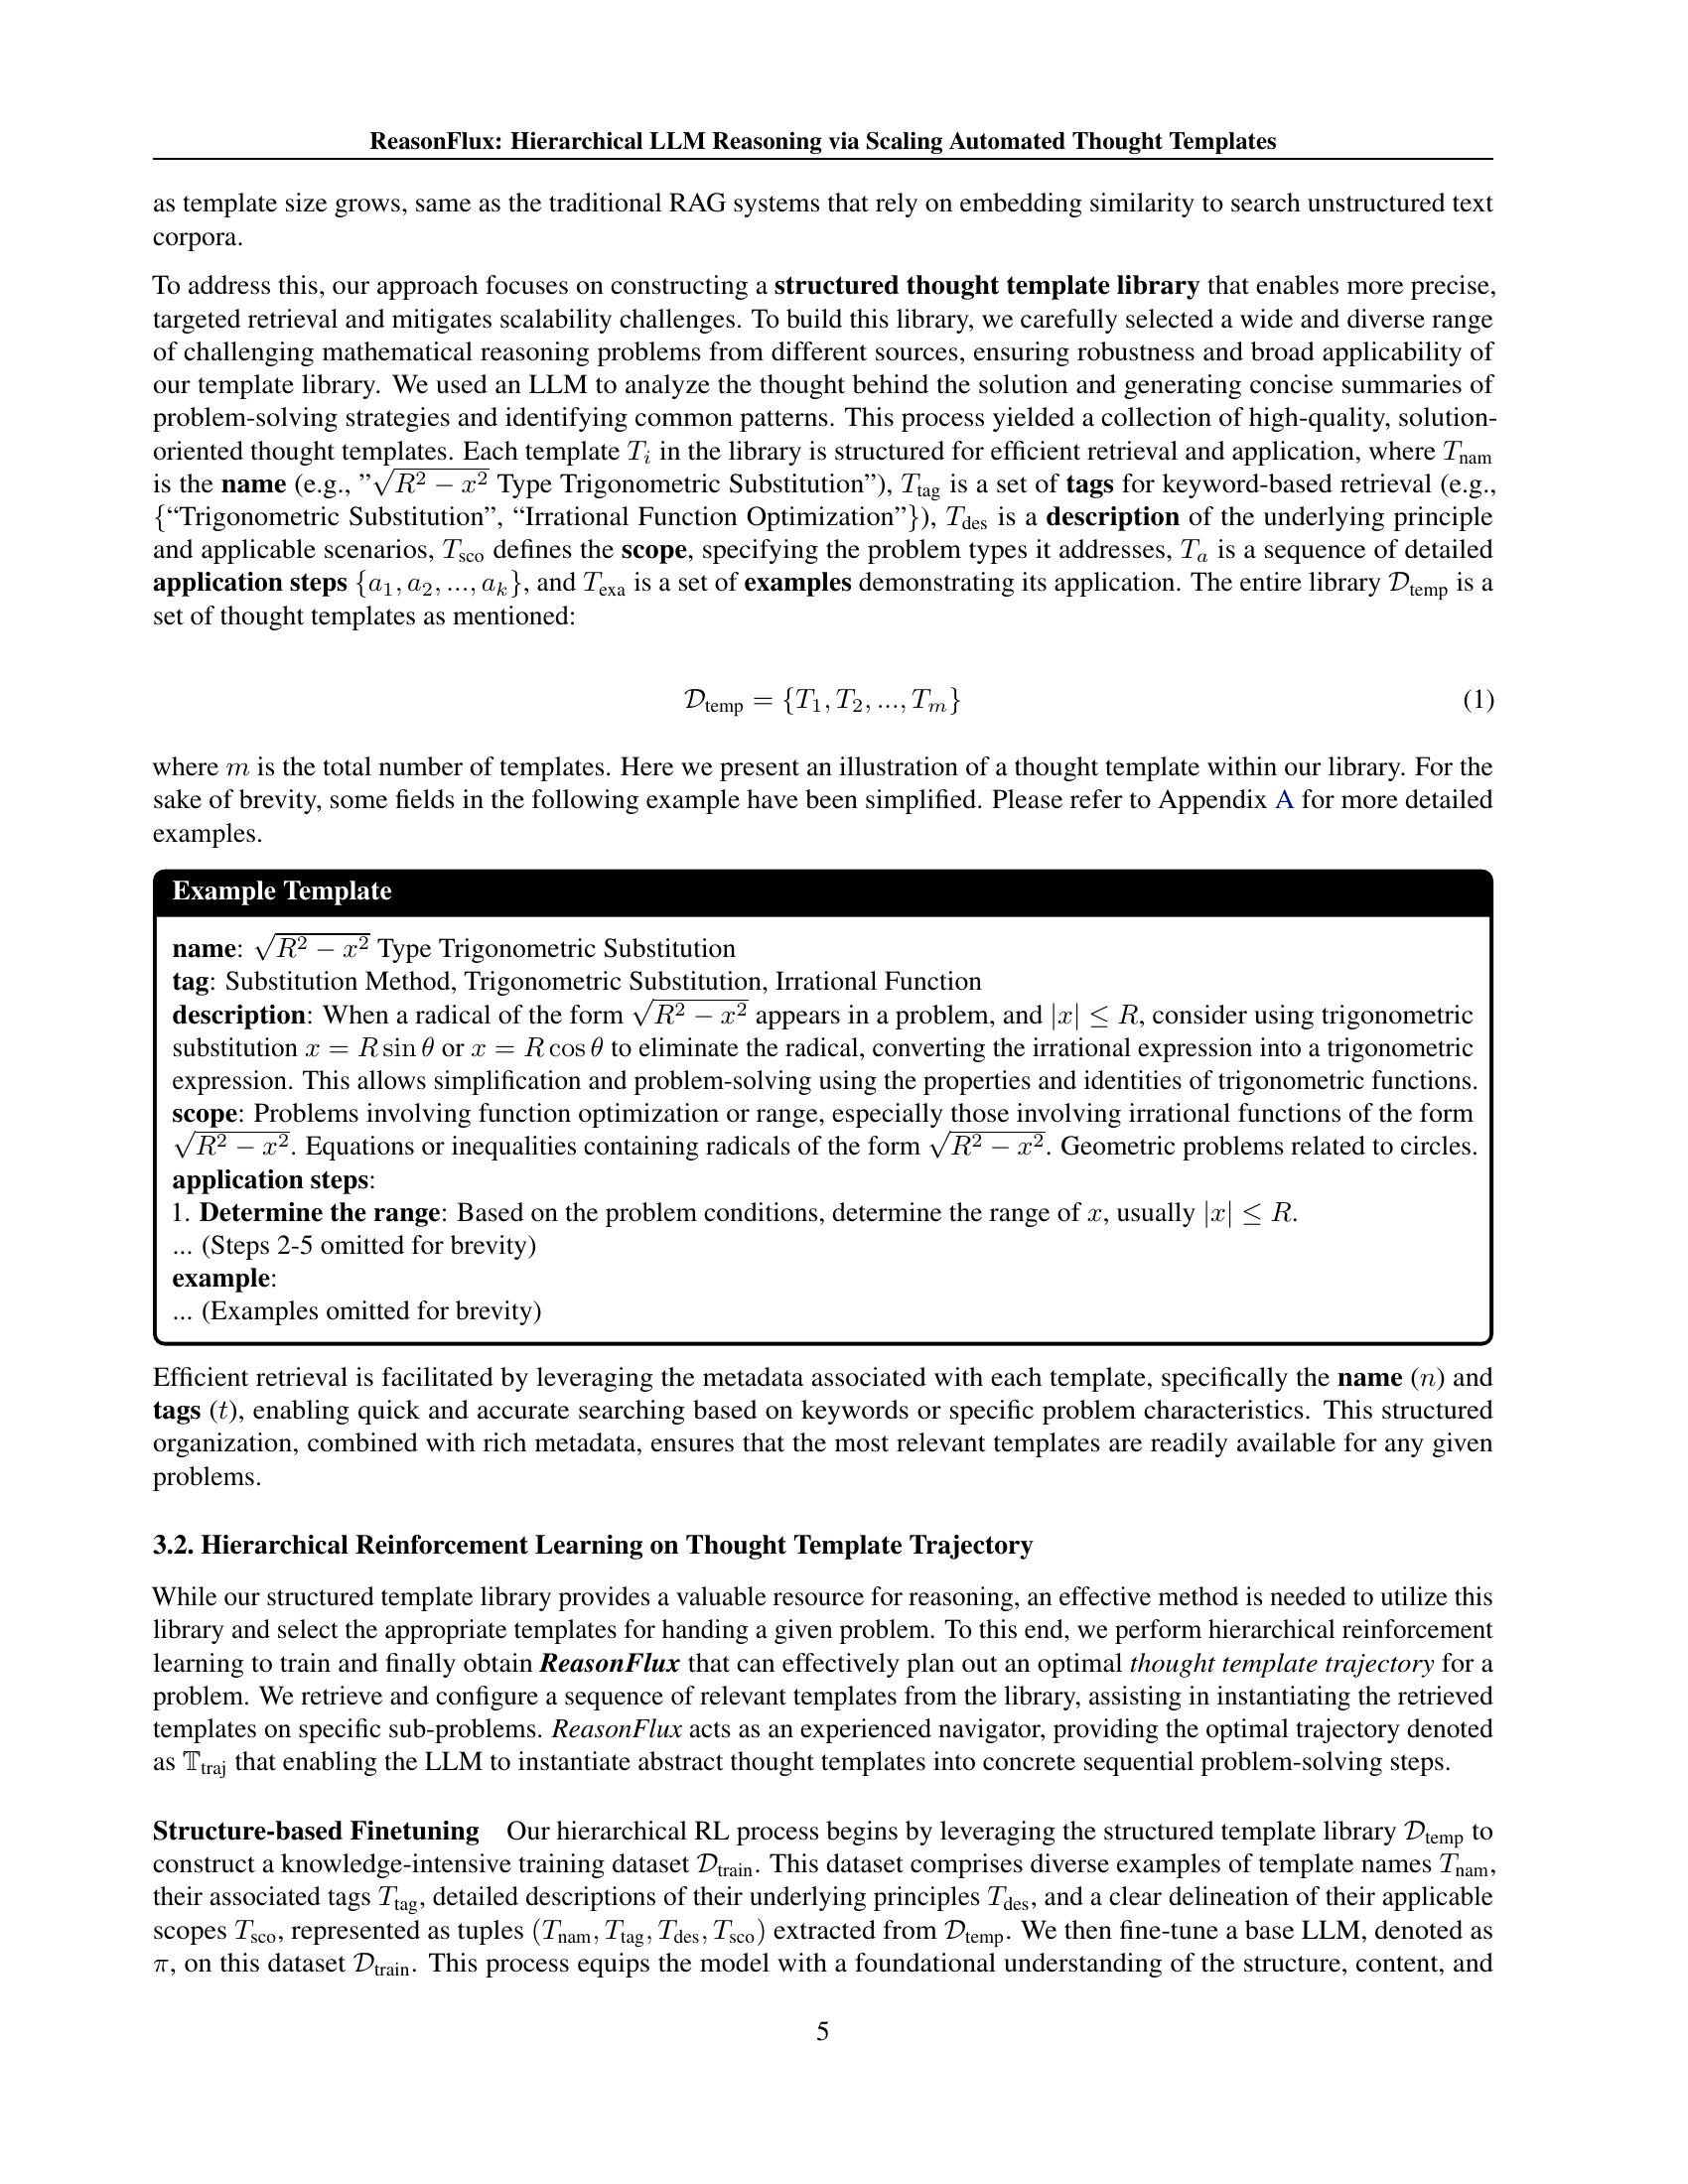 ReasonFlux: Hierarchical LLM Reasoning via Scaling Automated Thought Templates
as template size grows, same as the traditional RAG systems that rely on embedding similarity to search unstructured text
corpora.
To address this, our approach focuses on constructing a structured thought template library that enables more precise,
targeted retrieval and mitigates scalability challenges. To build this library, we carefully selected a wide and diverse range
of challenging mathematical reasoning problems from different sources, ensuring robustness and broad applicability of
our template library. We used an LLM to analyze the thought behind the solution and generating concise summaries of
problem-solving strategies and identifying common patterns. This process yielded a collection of high-quality, solution-
oriented thought templates. Each template $T_i$ in the library is structured for efficient retrieval and application, where $T_{\text{nam}}$
is the name (e.g., ”$\sqrt{R^2 - x^2}$ Type Trigonometric Substitution”), $T_{\text{tag}}$ is a set of tags for keyword-based retrieval (e.g.,
{“Trigonometric Substitution”, “Irrational Function Optimization”}), $T_{\text{des}}$ is a description of the underlying principle
and applicable scenarios, $T_{\text{sco}}$ defines the scope, specifying the problem types it addresses, $T_a$ is a sequence of detailed
application steps $\{a_1, a_2, ..., a_k\}$, and $T_{\text{exa}}$ is a set of examples demonstrating its application. The entire library $\mathcal{D}_{\text{temp}}$ is a
set of thought templates as mentioned:
$\mathcal{D}_{\text{temp}} = \{T_1, T_2, ..., T_m\}$ (1)
where $m$ is the total number of templates. Here we present an illustration of a thought template within our library. For the
sake of brevity, some fields in the following example have been simplified. Please refer to Appendix A for more detailed
examples.
Example Template
name: $\sqrt{R^2 - x^2}$ Type Trigonometric Substitution
tag: Substitution Method, Trigonometric Substitution, Irrational Function
description: When a radical of the form $\sqrt{R^2 - x^2}$ appears in a problem, and $|x| \leq R$, consider using trigonometric
substitution $x = R \sin \theta$ or $x = R \cos \theta$ to eliminate the radical, converting the irrational expression into a trigonometric
expression. This allows simplification and problem-solving using the properties and identities of trigonometric functions.
scope: Problems involving function optimization or range, especially those involving irrational functions of the form
$\sqrt{R^2 - x^2}$. Equations or inequalities containing radicals of the form $\sqrt{R^2 - x^2}$. Geometric problems related to circles.
application steps:
1. Determine the range: Based on the problem conditions, determine the range of $x$, usually $|x| \leq R$.
... (Steps 2-5 omitted for brevity)
example:
... (Examples omitted for brevity)
Efficient retrieval is facilitated by leveraging the metadata associated with each template, specifically the name ($n$) and
tags ($t$), enabling quick and accurate searching based on keywords or specific problem characteristics. This structured
organization, combined with rich metadata, ensures that the most relevant templates are readily available for any given
problems.
3.2. Hierarchical Reinforcement Learning on Thought Template Trajectory
While our structured template library provides a valuable resource for reasoning, an effective method is needed to utilize this
library and select the appropriate templates for handing a given problem. To this end, we perform hierarchical reinforcement
learning to train and finally obtain ReasonFlux that can effectively plan out an optimal thought template trajectory for a
problem. We retrieve and configure a sequence of relevant templates from the library, assisting in instantiating the retrieved
templates on specific sub-problems. ReasonFlux acts as an experienced navigator, providing the optimal trajectory denoted
as $\mathbb{T}_{\text{traj}}$ that enabling the LLM to instantiate abstract thought templates into concrete sequential problem-solving steps.
Structure-based Finetuning Our hierarchical RL process begins by leveraging the structured template library $\mathcal{D}_{\text{temp}}$ to
construct a knowledge-intensive training dataset $\mathcal{D}_{\text{train}}$. This dataset comprises diverse examples of template names $T_{\text{nam}}$,
their associated tags $T_{\text{tag}}$, detailed descriptions of their underlying principles $T_{\text{des}}$, and a clear delineation of their applicable
scopes $T_{\text{sco}}$, represented as tuples $(T_{\text{nam}}, T_{\text{tag}}, T_{\text{des}}, T_{\text{sco}})$ extracted from $\mathcal{D}_{\text{temp}}$. We then fine-tune a base LLM, denoted as
$\pi$, on this dataset $\mathcal{D}_{\text{train}}$. This process equips the model with a foundational understanding of the structure, content, and
5